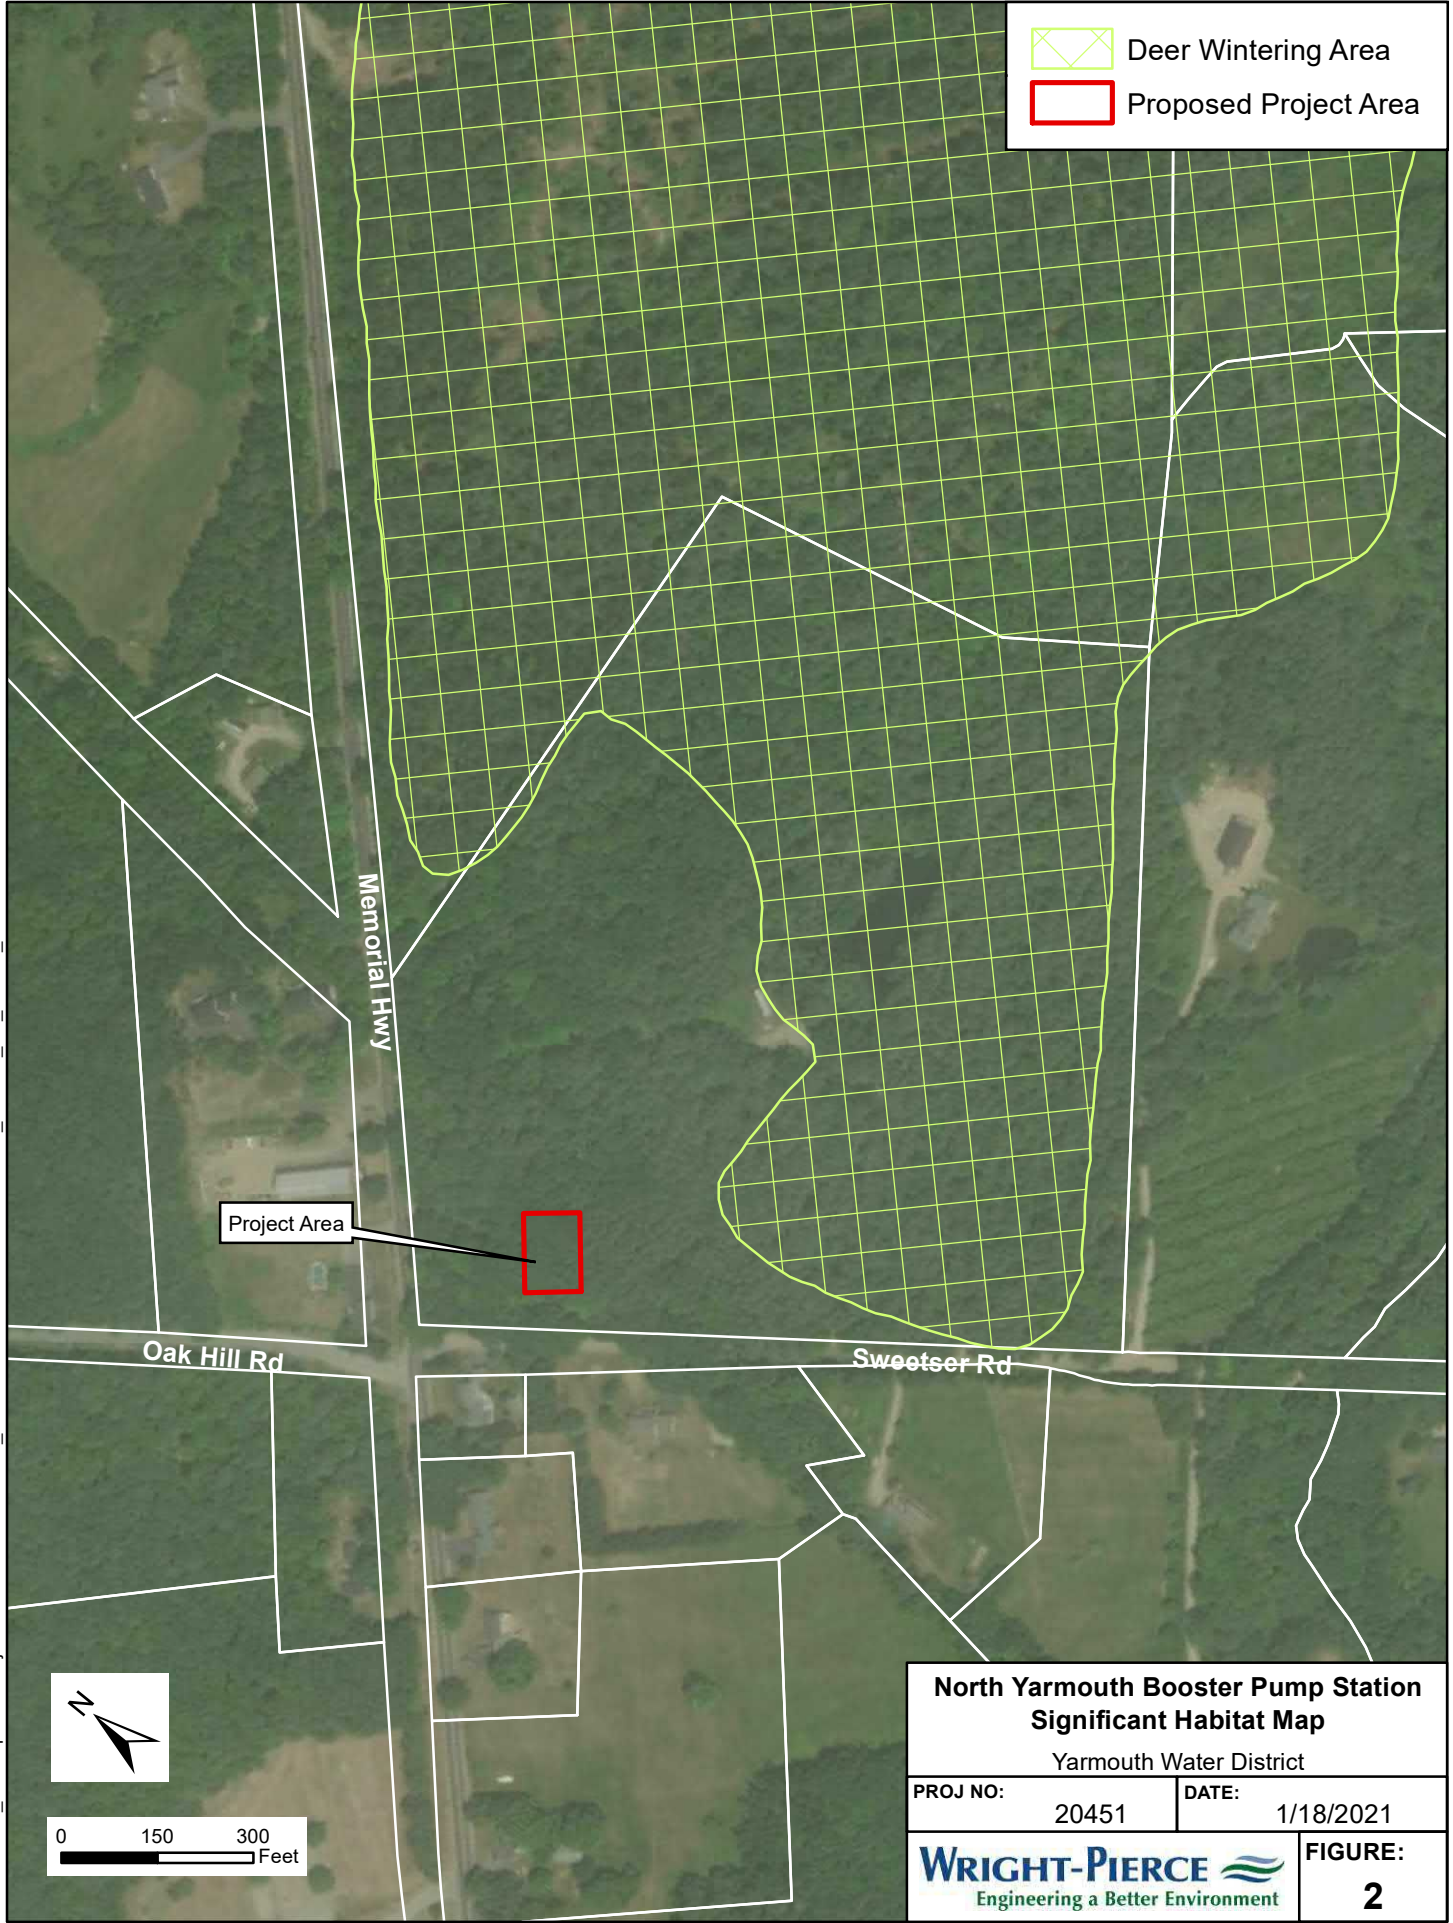 Deer Wintering Area
Proposed Project Area
Memorial Hwy
Project Area
Oak Hill Rd
Sweetser Rd
N
0 150 300
Feet
North Yarmouth Booster Pump Station
Significant Habitat Map
Yarmouth Water District
PROJ NO:
20451
DATE:
1/18/2021
WRIGHT-PIERCE
Engineering a Better Environment
FIGURE:
2